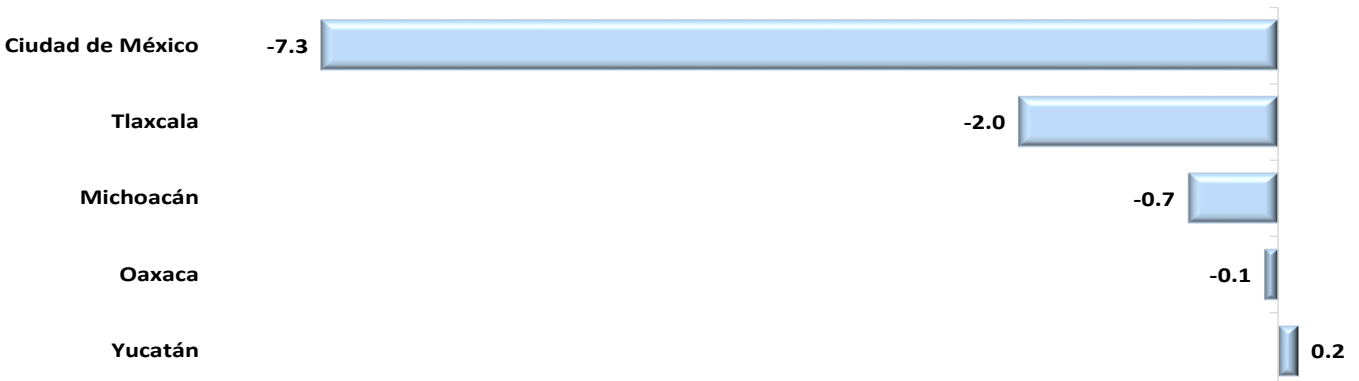 Ciudad de México -7.3
Tlaxcala -2.0
Michoacán -0.7
Oaxaca -0.1
Yucatán 0.2